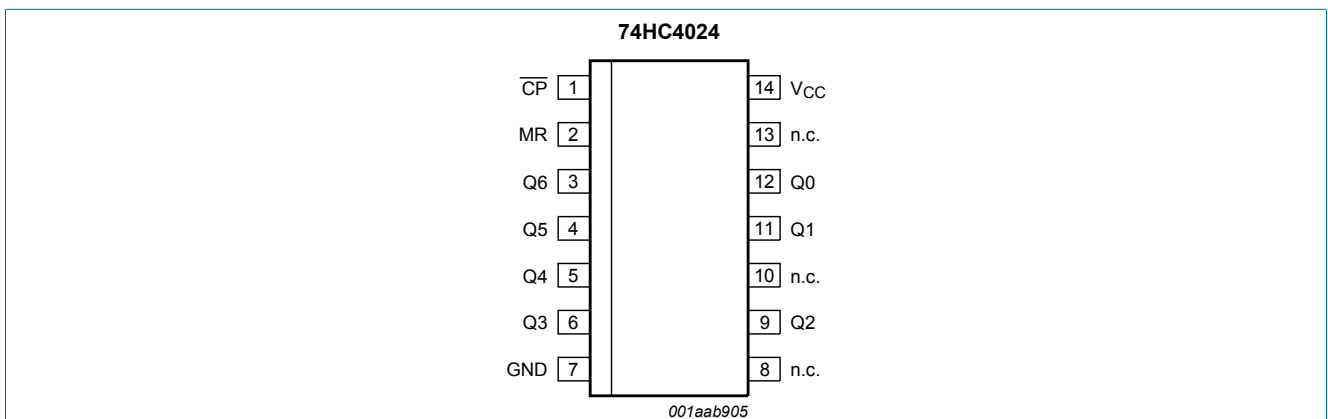 74HC4024
C̅P̅ 1 14 VCC
MR 2 13 n.c.
Q6 3 12 Q0
Q5 4 11 Q1
Q4 5 10 n.c.
Q3 6 9 Q2
GND 7 8 n.c.
001aab905